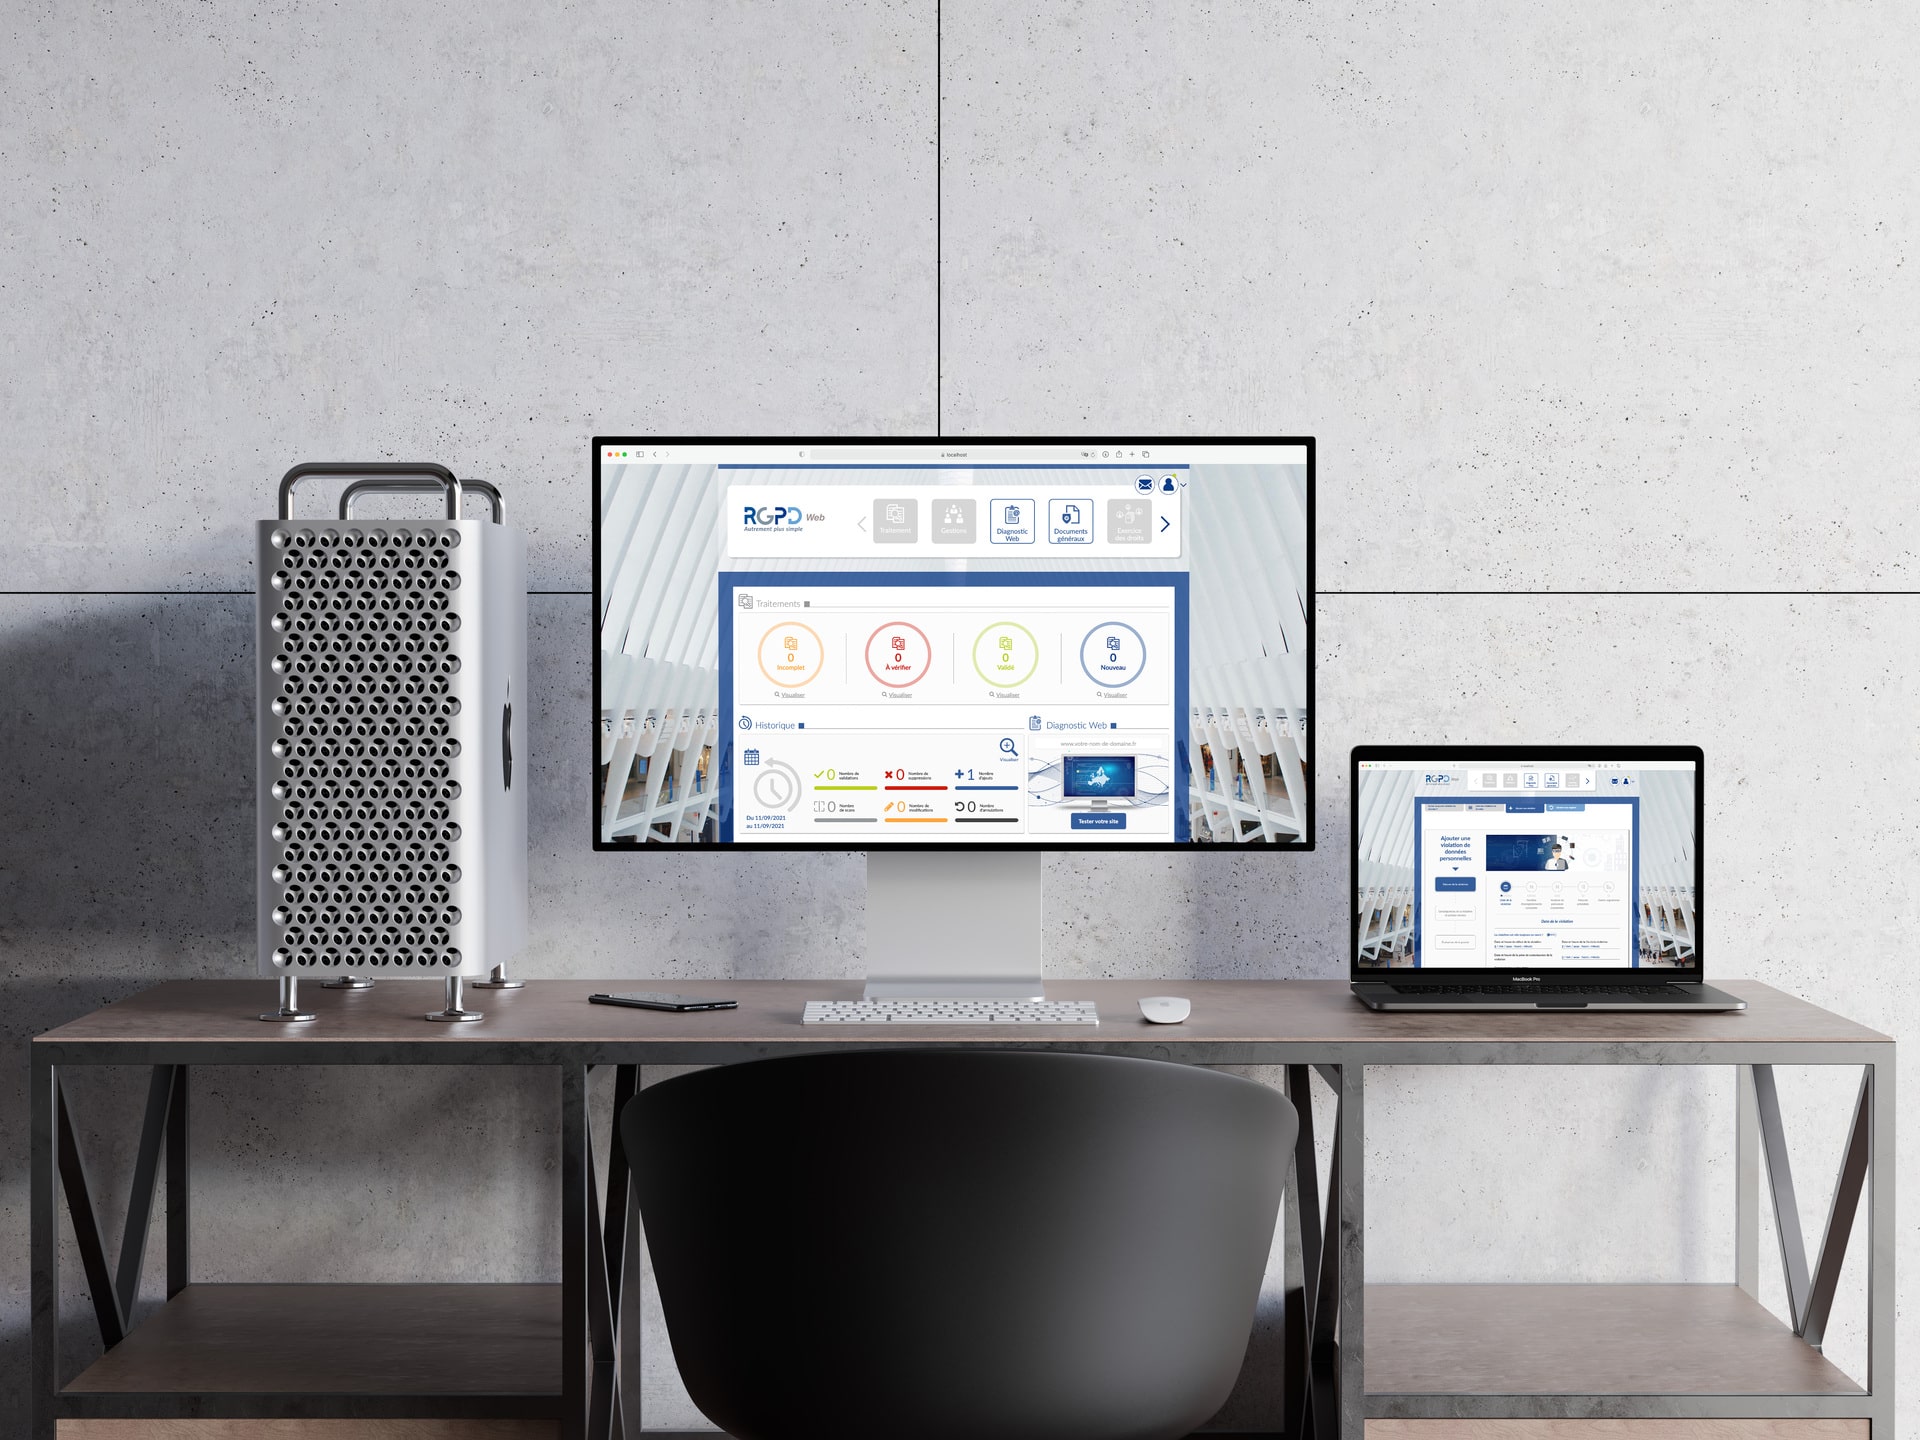 localhost
RGPD Web
Autrement plus simple
Traitement
Gestions
Diagnostic
Web
Documents
généraux
Exercice
des droits
Traitements
0
Incomplet
Visualiser
0
À vérifier
Visualiser
0
Validé
Visualiser
0
Nouveau
Visualiser
Historique
Visualiser
0 Nombre de
validations
0 Nombre de
suppressions
+1 Nombre
d'ajouts
0 Nombre
de scans
0 Nombre de
modifications
0 Nombre
d'annulations
Du 11/09/2021
au 11/09/2021
Diagnostic Web
www.votre-nom-de-domaine.fr
Tester votre site
RGPD Web
Ajouter une
violation de
données
personnelles
Date de la violation
MacBook Pro